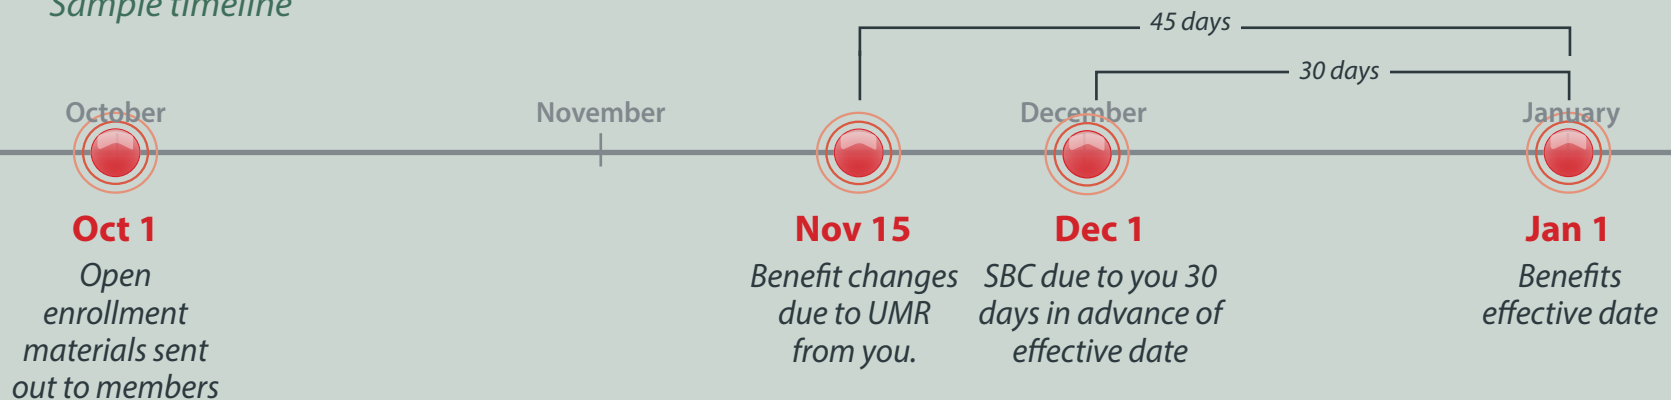 Sample timeline
45 days
30 days
October
November
December
January
Oct 1
Open
enrollment
materials sent
out to members
Nov 15
Benefit changes
due to UMR
from you.
Dec 1
SBC due to you 30
days in advance of
effective date
Jan 1
Benefits
effective date